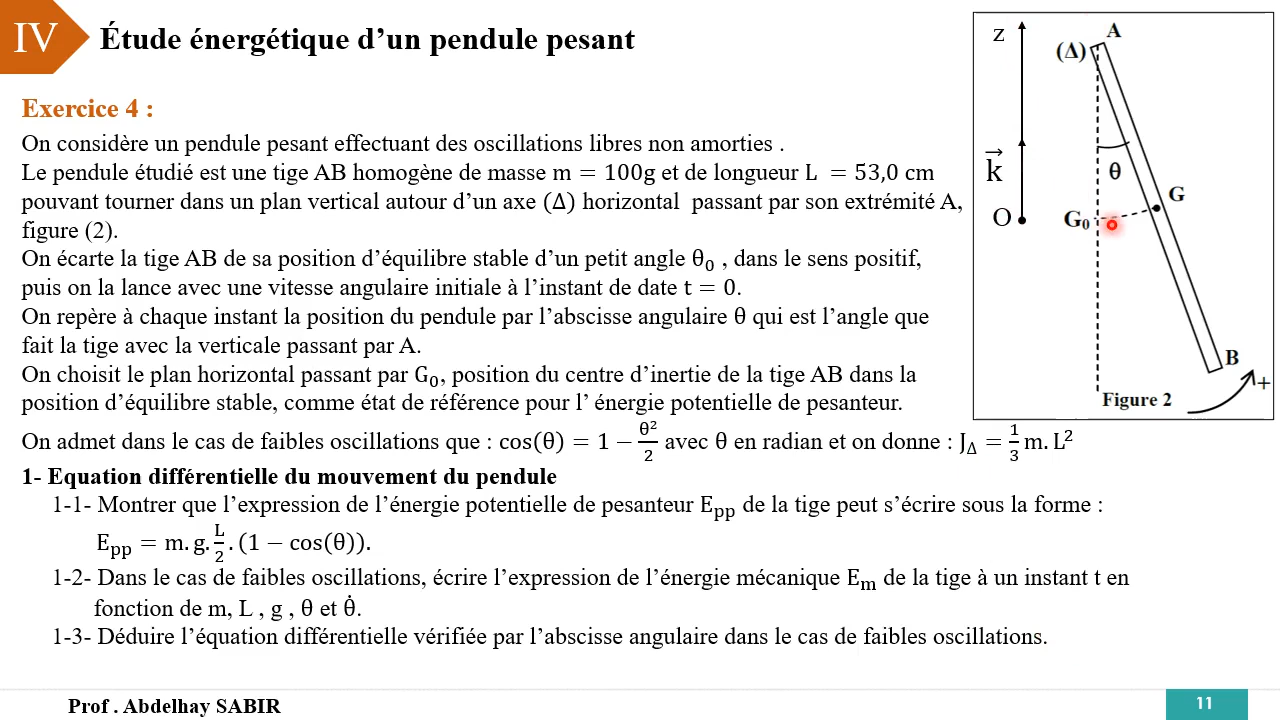 IV
Étude énergétique d’un pendule pesant
Exercice 4 :
On considère un pendule pesant effectuant des oscillations libres non amorties .
Le pendule étudié est une tige AB homogène de masse m = 100g et de longueur L = 53,0 cm
pouvant tourner dans un plan vertical autour d’un axe (Δ) horizontal passant par son extrémité A,
figure (2).
On écarte la tige AB de sa position d’équilibre stable d’un petit angle θ₀ , dans le sens positif,
puis on la lance avec une vitesse angulaire initiale à l’instant de date t = 0.
On repère à chaque instant la position du pendule par l’abscisse angulaire θ qui est l’angle que
fait la tige avec la verticale passant par A.
On choisit le plan horizontal passant par G₀, position du centre d’inertie de la tige AB dans la
position d’équilibre stable, comme état de référence pour l’ énergie potentielle de pesanteur.
On admet dans le cas de faibles oscillations que : cos(θ) = 1 − θ²/2 avec θ en radian et on donne : J_Δ = 1/3 m. L²
1- Equation différentielle du mouvement du pendule
1-1- Montrer que l’expression de l’énergie potentielle de pesanteur Epp de la tige peut s’écrire sous la forme :
Epp = m. g. L/2 . (1 − cos(θ)).
1-2- Dans le cas de faibles oscillations, écrire l’expression de l’énergie mécanique Em de la tige à un instant t en
fonction de m, L , g , θ et θ̇.
1-3- Déduire l’équation différentielle vérifiée par l’abscisse angulaire dans le cas de faibles oscillations.
z
A
(Δ)
k⃗
θ
G
O
G₀
B
+
Figure 2
Prof . Abdelhay SABIR
11